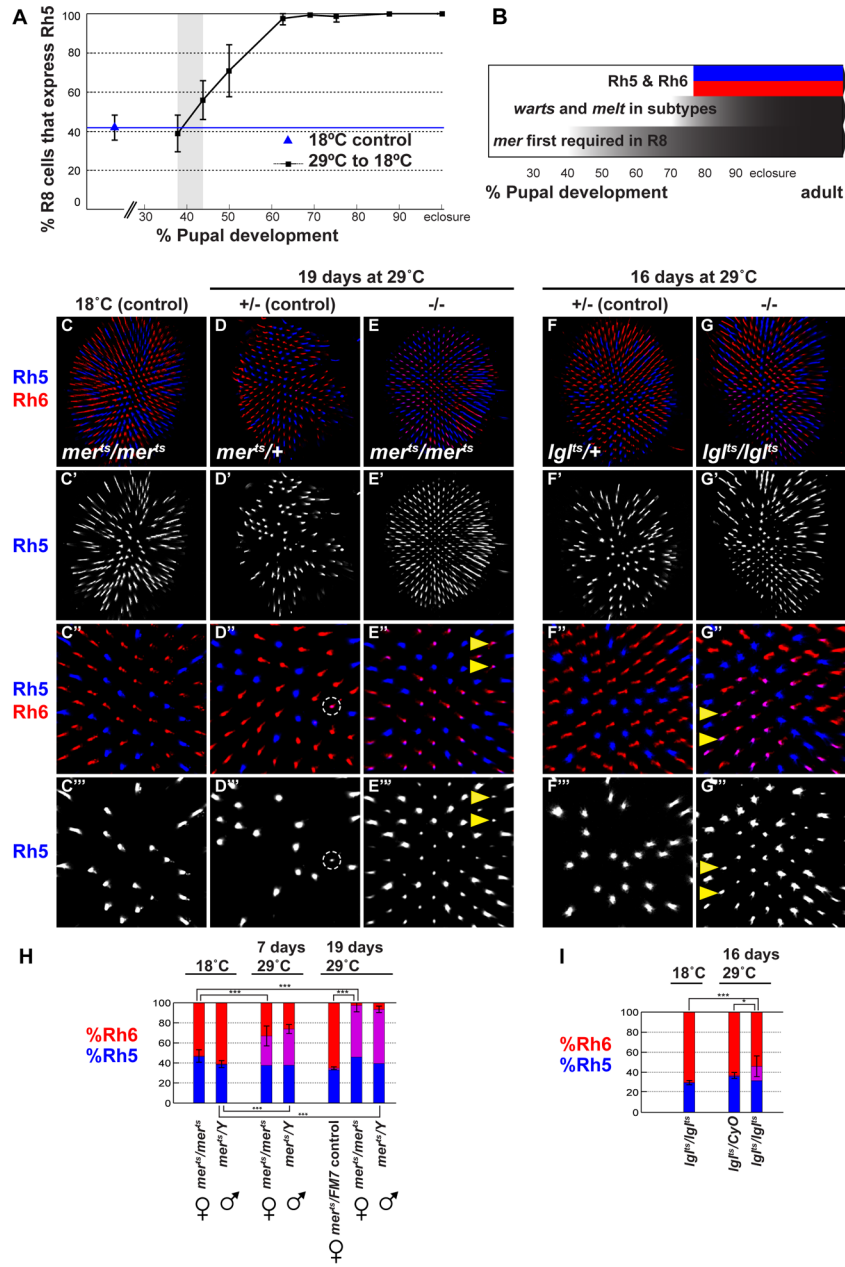 A
% R8 cells that express Rh5
100
80
60
40
20
0
18ºC control
29ºC to 18ºC
30 40 50 60 70 80 90 eclosure
% Pupal development
B
Rh5 & Rh6
warts and melt in subtypes
mer first required in R8
30 40 50 60 70 80 90 eclosure
% Pupal development adult
19 days at 29˚C 16 days at 29˚C
18˚C (control) +/- (control) -/- +/- (control) -/-
C D E F G
Rh5
Rh6
merts/merts merts/+ merts/merts lglts/+ lglts/lglts
C' D' E' F' G'
Rh5
C'' D'' E'' F'' G''
Rh5
Rh6
C''' D''' E''' F''' G'''
Rh5
H
7 days 19 days
18˚C 29˚C 29˚C
*** *** ***
%Rh6
%Rh5
100
80
60
40
20
0
*** ***
♀ merts/merts
♂ merts/Y
♀ merts/merts
♂ merts/Y
♀ merts/FM7 control
♀ merts/merts
♂ merts/Y
I
16 days
18˚C 29˚C
***
*
%Rh6
%Rh5
100
80
60
40
20
0
lglts/lglts
lglts/CyO
lglts/lglts